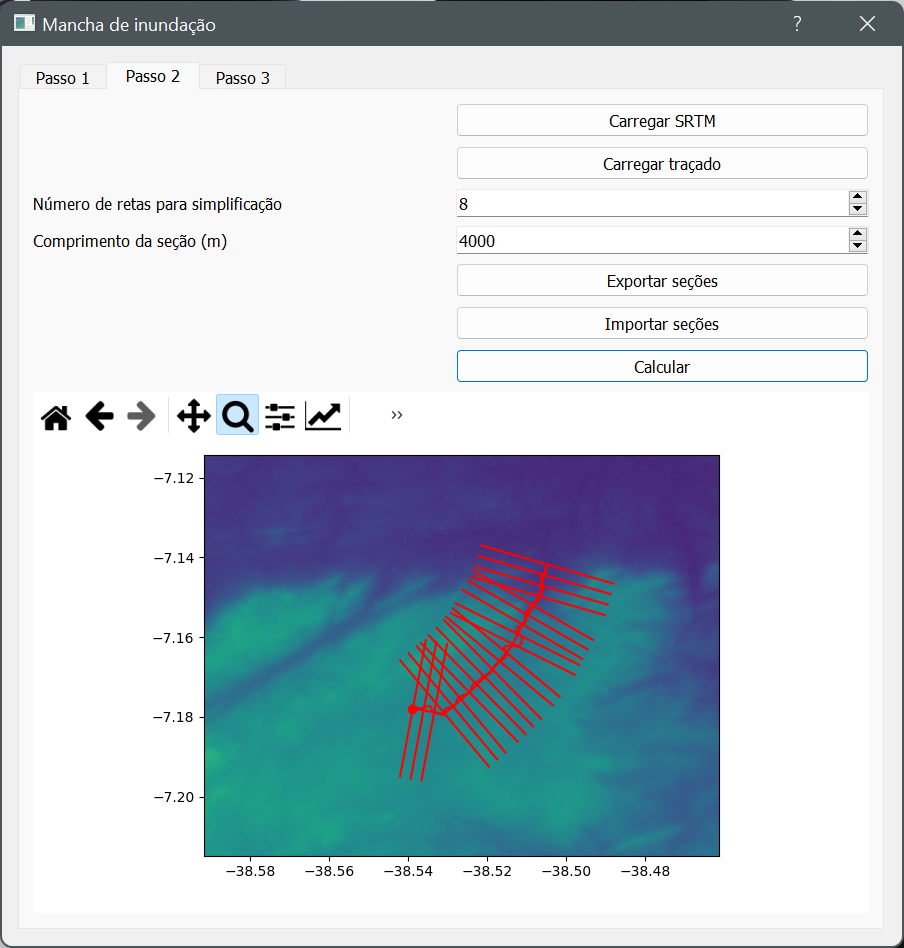 Mancha de inundação
?
Passo 1
Passo 2
Passo 3
Carregar SRTM
Carregar traçado
Número de retas para simplificação
8
Comprimento da seção (m)
4000
Exportar seções
Importar seções
Calcular
»
−7.12
−7.14
−7.16
−7.18
−7.20
−38.58 −38.56 −38.54 −38.52 −38.50 −38.48